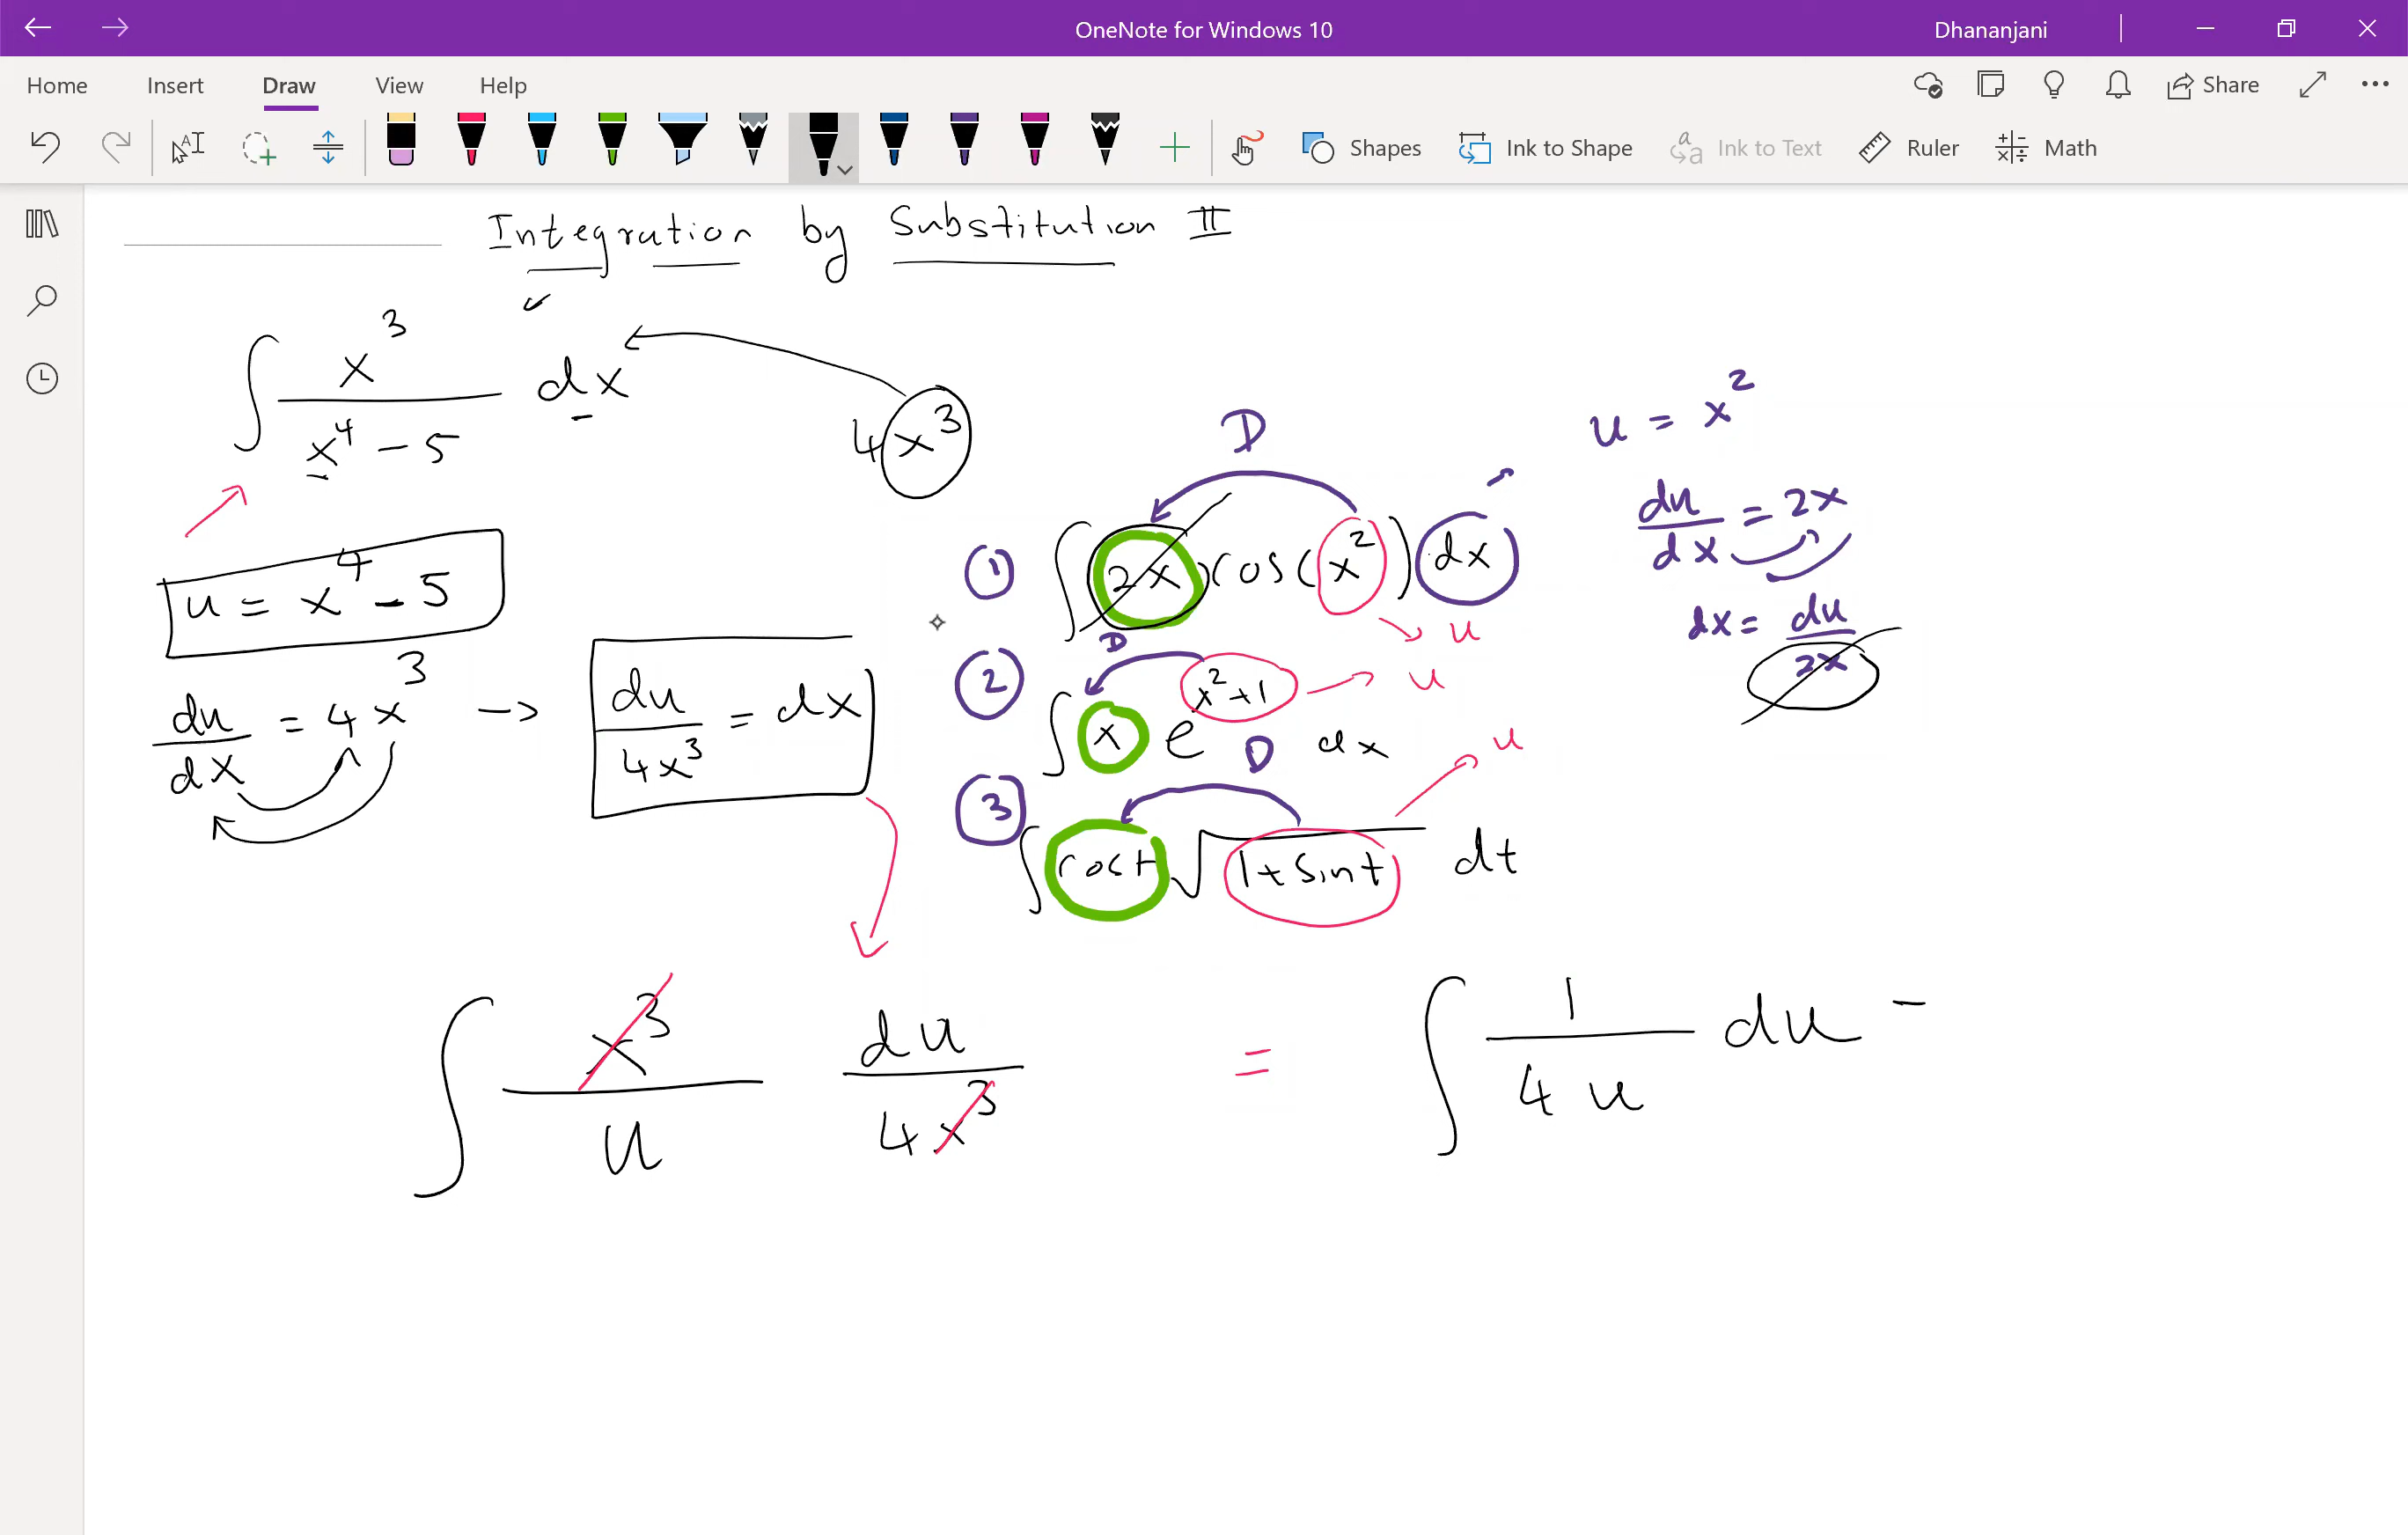 OneNote for Windows 10
Dhananjani
Home Insert Draw View Help
Share
Shapes Ink to Shape Ink to Text Ruler Math
Integration by Substitution II
∫ x³/(x⁴ - 5) dx
4x³
u = x⁴ - 5
du/dx = 4x³ → du/4x³ = dx
D
① ∫ (2x) cos(x²) dx
u
D
② ∫ x e^(x²+1) dx
u
D
③ ∫ cost √(1+sint) dt
u
u = x²
du/dx = 2x
dx = du/2x
∫ x³/u du/4x³ = ∫ 1/4u du -